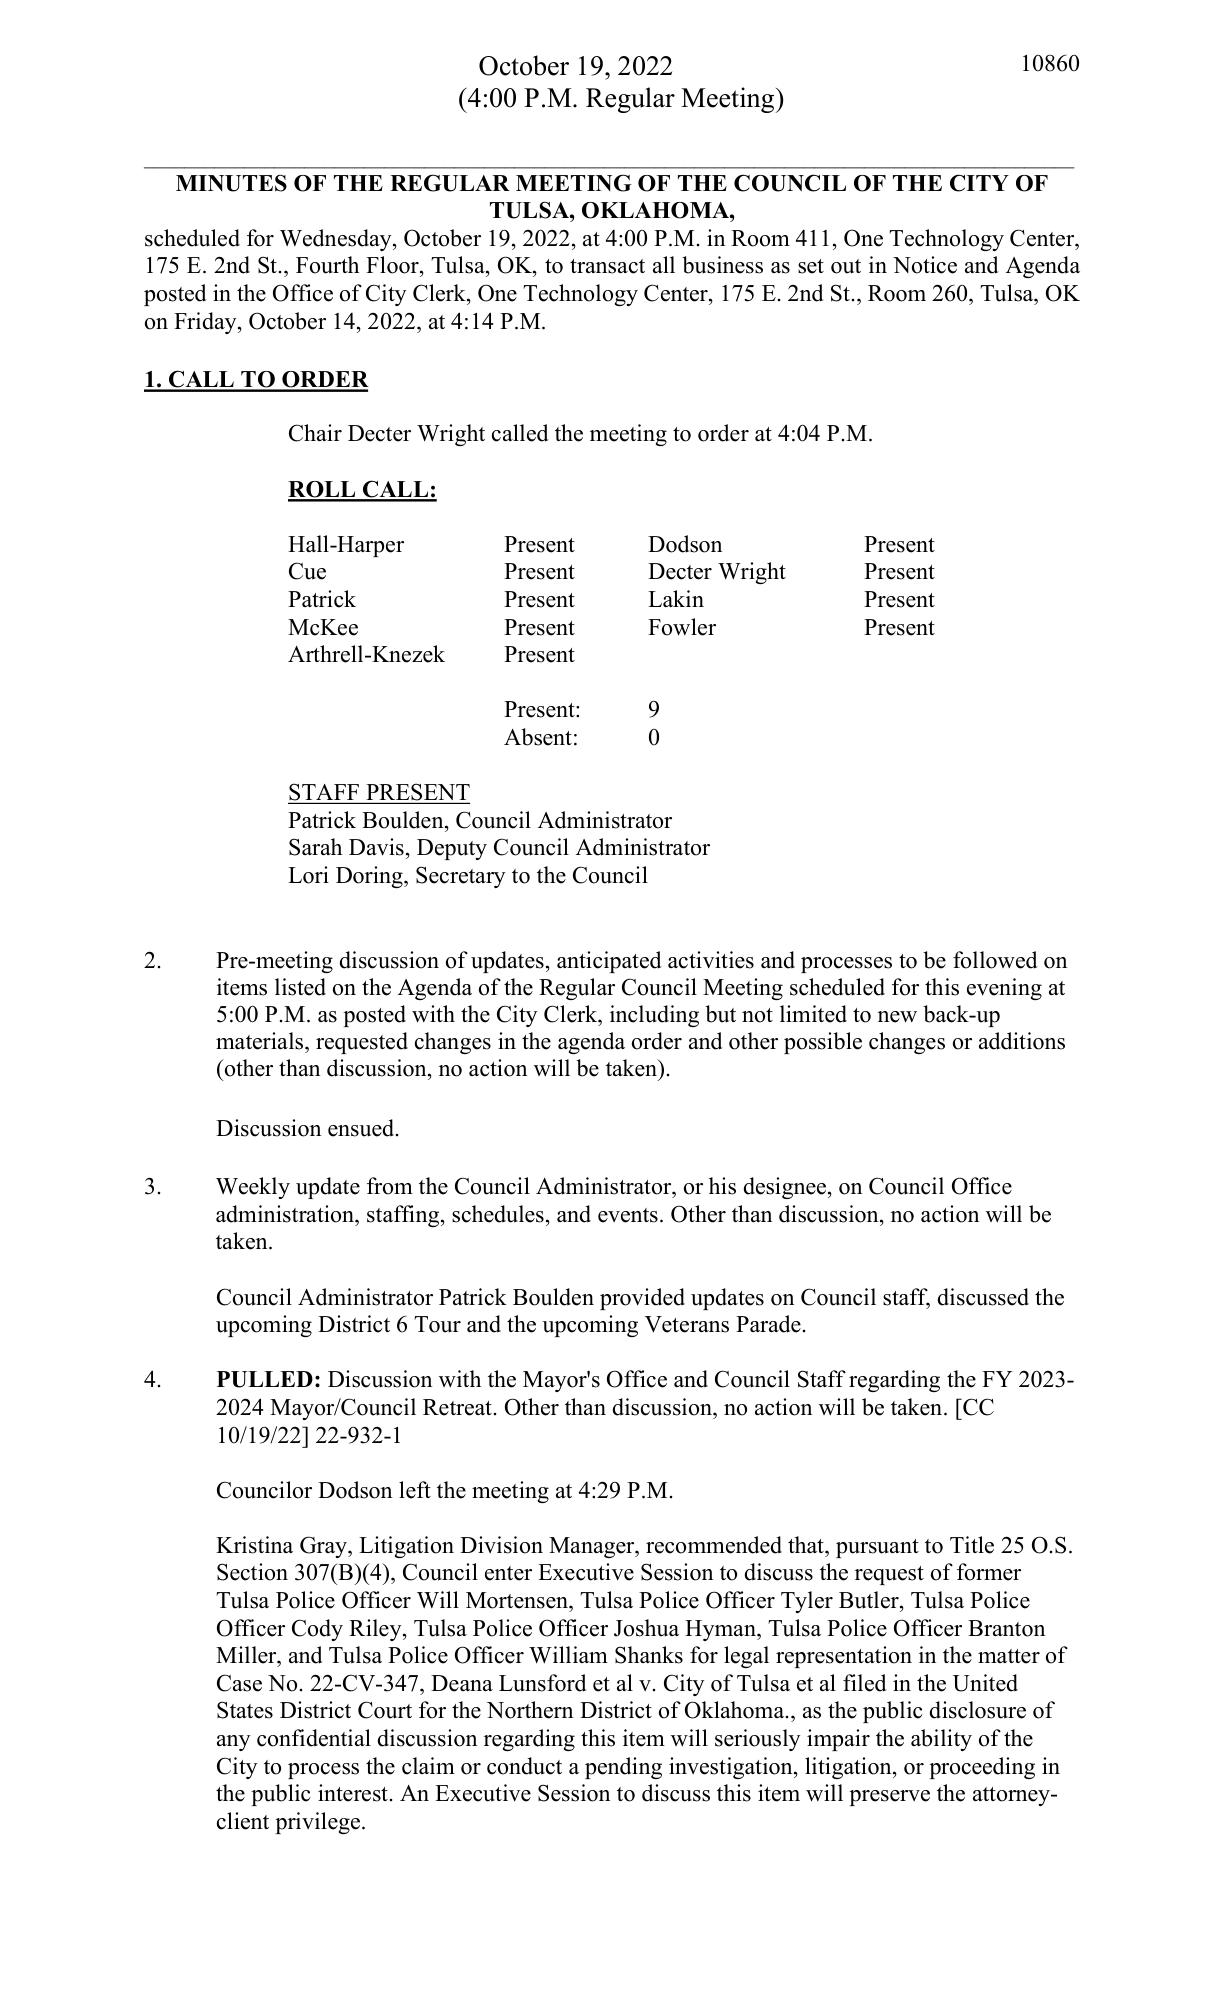 October 19, 2022 10860
(4:00 P.M. Regular Meeting)
MINUTES OF THE REGULAR MEETING OF THE COUNCIL OF THE CITY OF
TULSA, OKLAHOMA,
scheduled for Wednesday, October 19, 2022, at 4:00 P.M. in Room 411, One Technology Center,
175 E. 2nd St., Fourth Floor, Tulsa, OK, to transact all business as set out in Notice and Agenda
posted in the Office of City Clerk, One Technology Center, 175 E. 2nd St., Room 260, Tulsa, OK
on Friday, October 14, 2022, at 4:14 P.M.
1. CALL TO ORDER
Chair Decter Wright called the meeting to order at 4:04 P.M.
ROLL CALL:
Hall-Harper Present Dodson Present
Cue Present Decter Wright Present
Patrick Present Lakin Present
McKee Present Fowler Present
Arthrell-Knezek Present
Present: 9
Absent: 0
STAFF PRESENT
Patrick Boulden, Council Administrator
Sarah Davis, Deputy Council Administrator
Lori Doring, Secretary to the Council
2. Pre-meeting discussion of updates, anticipated activities and processes to be followed on
items listed on the Agenda of the Regular Council Meeting scheduled for this evening at
5:00 P.M. as posted with the City Clerk, including but not limited to new back-up
materials, requested changes in the agenda order and other possible changes or additions
(other than discussion, no action will be taken).
Discussion ensued.
3. Weekly update from the Council Administrator, or his designee, on Council Office
administration, staffing, schedules, and events. Other than discussion, no action will be
taken.
Council Administrator Patrick Boulden provided updates on Council staff, discussed the
upcoming District 6 Tour and the upcoming Veterans Parade.
4. PULLED: Discussion with the Mayor's Office and Council Staff regarding the FY 2023-
2024 Mayor/Council Retreat. Other than discussion, no action will be taken. [CC
10/19/22] 22-932-1
Councilor Dodson left the meeting at 4:29 P.M.
Kristina Gray, Litigation Division Manager, recommended that, pursuant to Title 25 O.S.
Section 307(B)(4), Council enter Executive Session to discuss the request of former
Tulsa Police Officer Will Mortensen, Tulsa Police Officer Tyler Butler, Tulsa Police
Officer Cody Riley, Tulsa Police Officer Joshua Hyman, Tulsa Police Officer Branton
Miller, and Tulsa Police Officer William Shanks for legal representation in the matter of
Case No. 22-CV-347, Deana Lunsford et al v. City of Tulsa et al filed in the United
States District Court for the Northern District of Oklahoma., as the public disclosure of
any confidential discussion regarding this item will seriously impair the ability of the
City to process the claim or conduct a pending investigation, litigation, or proceeding in
the public interest. An Executive Session to discuss this item will preserve the attorney-
client privilege.